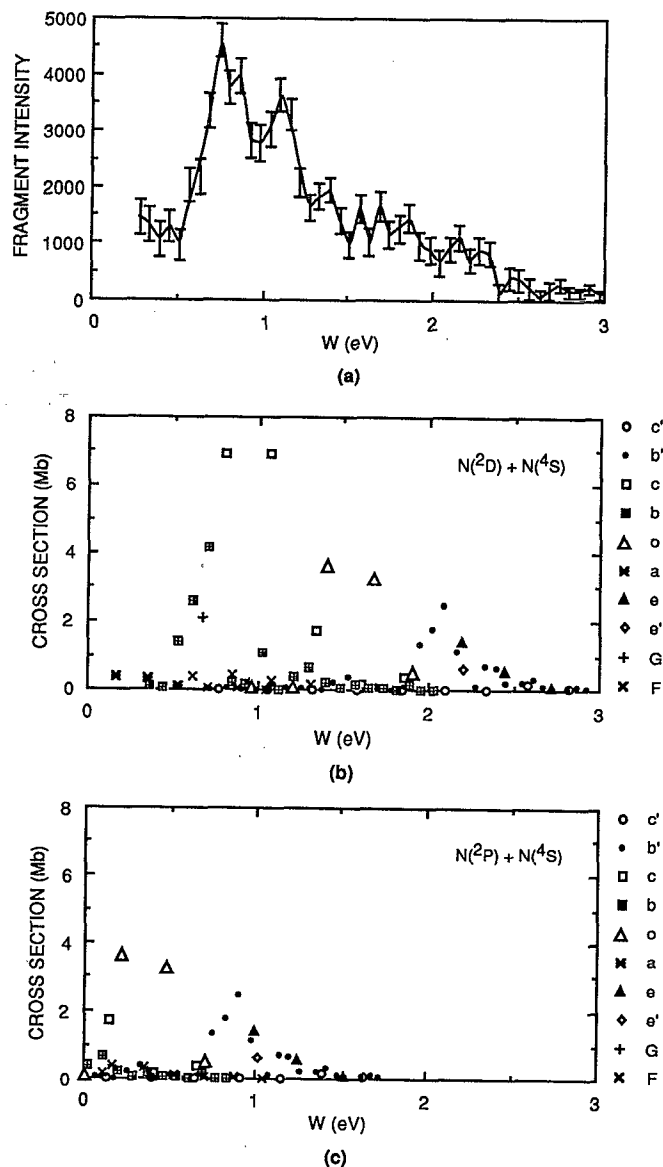 5000
4000
3000
2000
1000
0
FRAGMENT INTENSITY
0 1 2 3
W (eV)
(a)
8
6
4
2
0
CROSS SECTION (Mb)
N(2D) + N(4S)
c'
b'
c
b
o
a
e
e'
G
F
0 1 2 3
W (eV)
(b)
8
6
4
2
0
CROSS SECTION (Mb)
N(2P) + N(4S)
c'
b'
c
b
o
a
e
e'
G
F
0 1 2 3
W (eV)
(c)